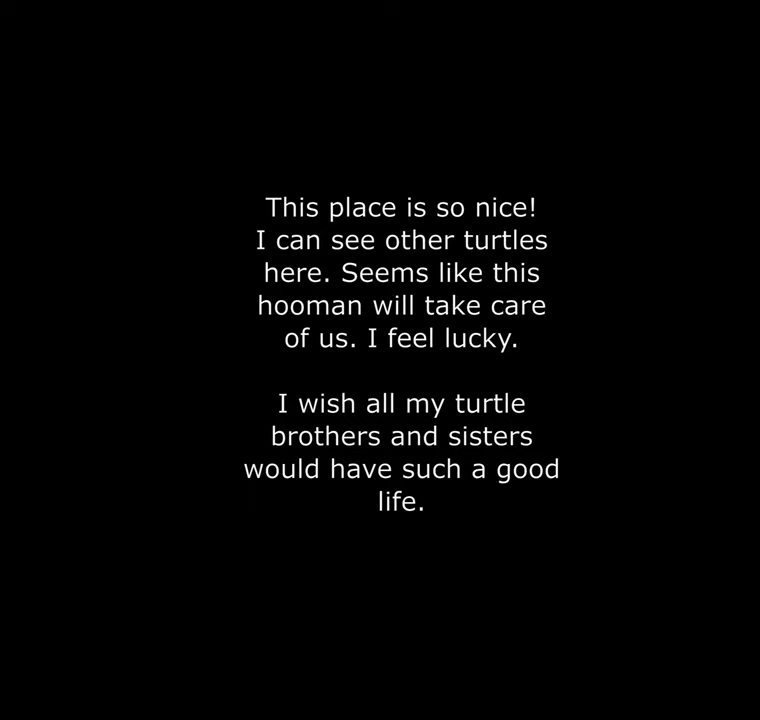 This place is so nice!
I can see other turtles
here. Seems like this
hooman will take care
of us. I feel lucky.
I wish all my turtle
brothers and sisters
would have such a good
life.